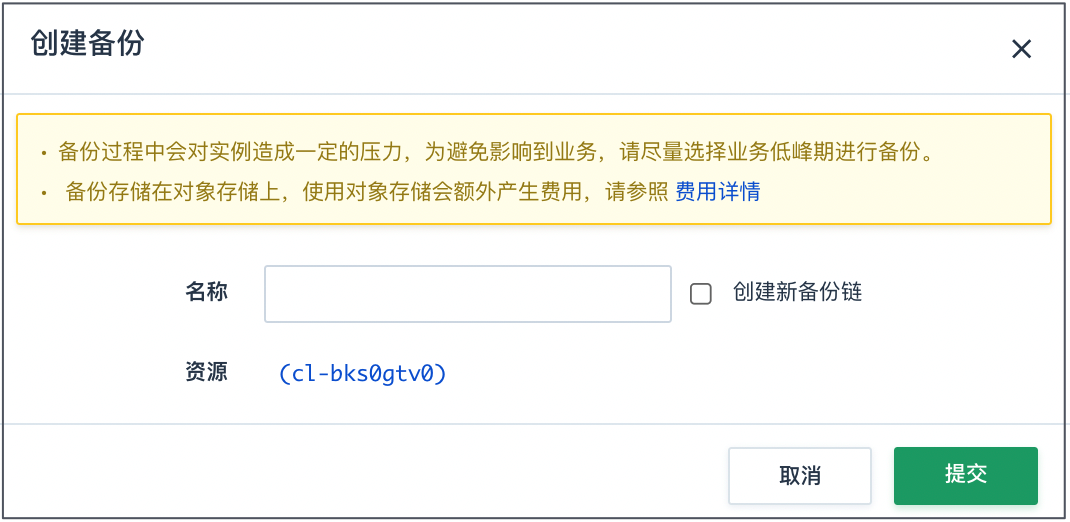 创建备份
• 备份过程中会对实例造成一定的压力，为避免影响到业务，请尽量选择业务低峰期进行备份。
• 备份存储在对象存储上，使用对象存储会额外产生费用，请参照 费用详情
名称 创建新备份链
资源 (cl-bks0gtv0)
取消 提交